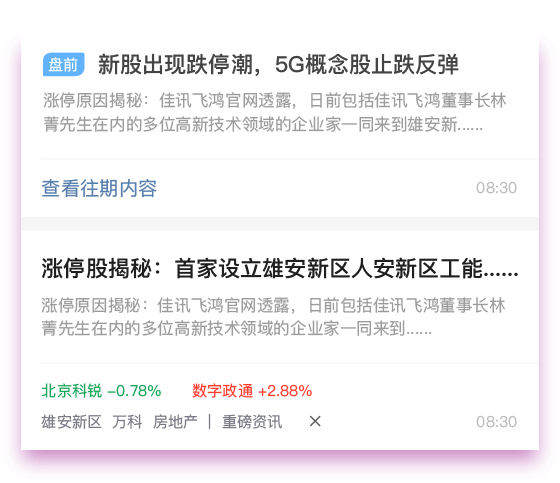 盘前 新股出现跌停潮，5G概念股止跌反弹
涨停原因揭秘：佳讯飞鸿官网透露，日前包括佳讯飞鸿董事长林
菁先生在内的多位高新技术领域的企业家一同来到雄安新......
查看往期内容 08:30
涨停股揭秘：首家设立雄安新区人安新区工能......
涨停原因揭秘：佳讯飞鸿官网透露，日前包括佳讯飞鸿董事长林
菁先生在内的多位高新技术领域的企业家一同来到......
北京科锐 -0.78% 数字政通 +2.88%
雄安新区 万科 房地产 | 重磅资讯 × 08:30